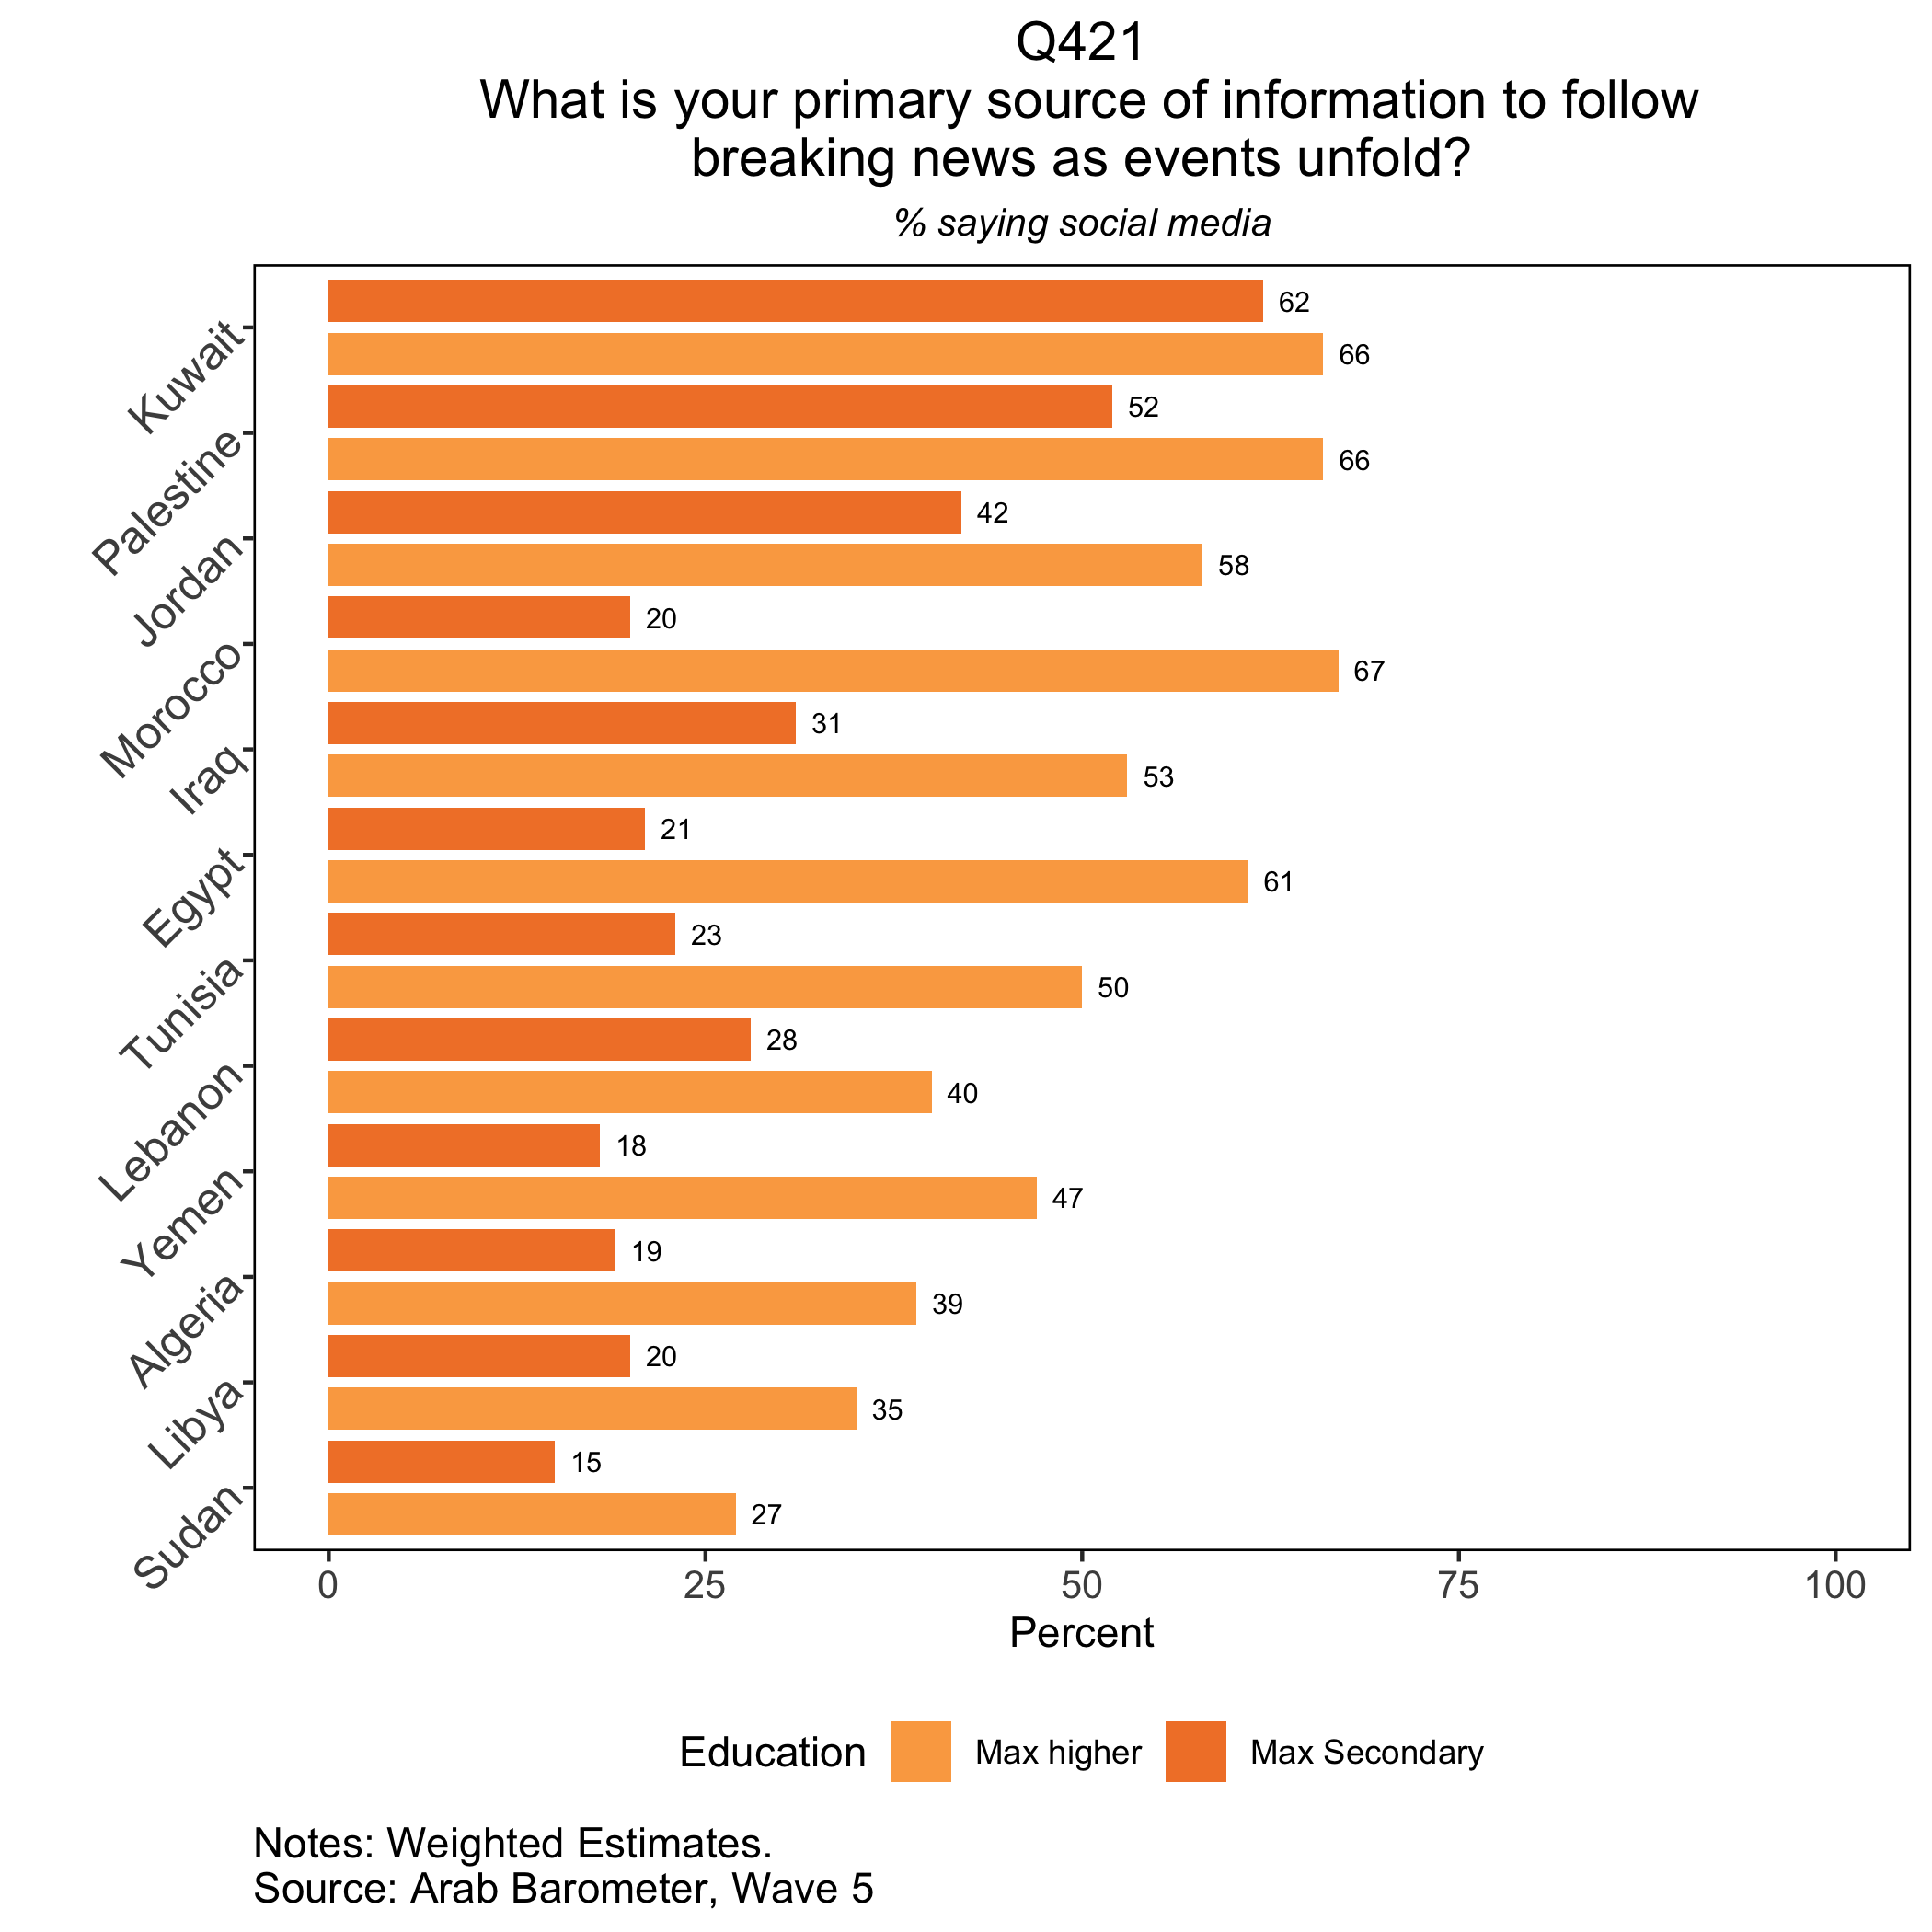 Q421
What is your primary source of information to follow
breaking news as events unfold?
% saying social media
Kuwait
62
66
Palestine
52
66
Jordan
42
58
Morocco
20
67
Iraq
31
53
Egypt
21
61
Tunisia
23
50
Lebanon
28
40
Yemen
18
47
Algeria
19
39
Libya
20
35
Sudan
15
27
0 25 50 75 100
Percent
Education Max higher Max Secondary
Notes: Weighted Estimates.
Source: Arab Barometer, Wave 5